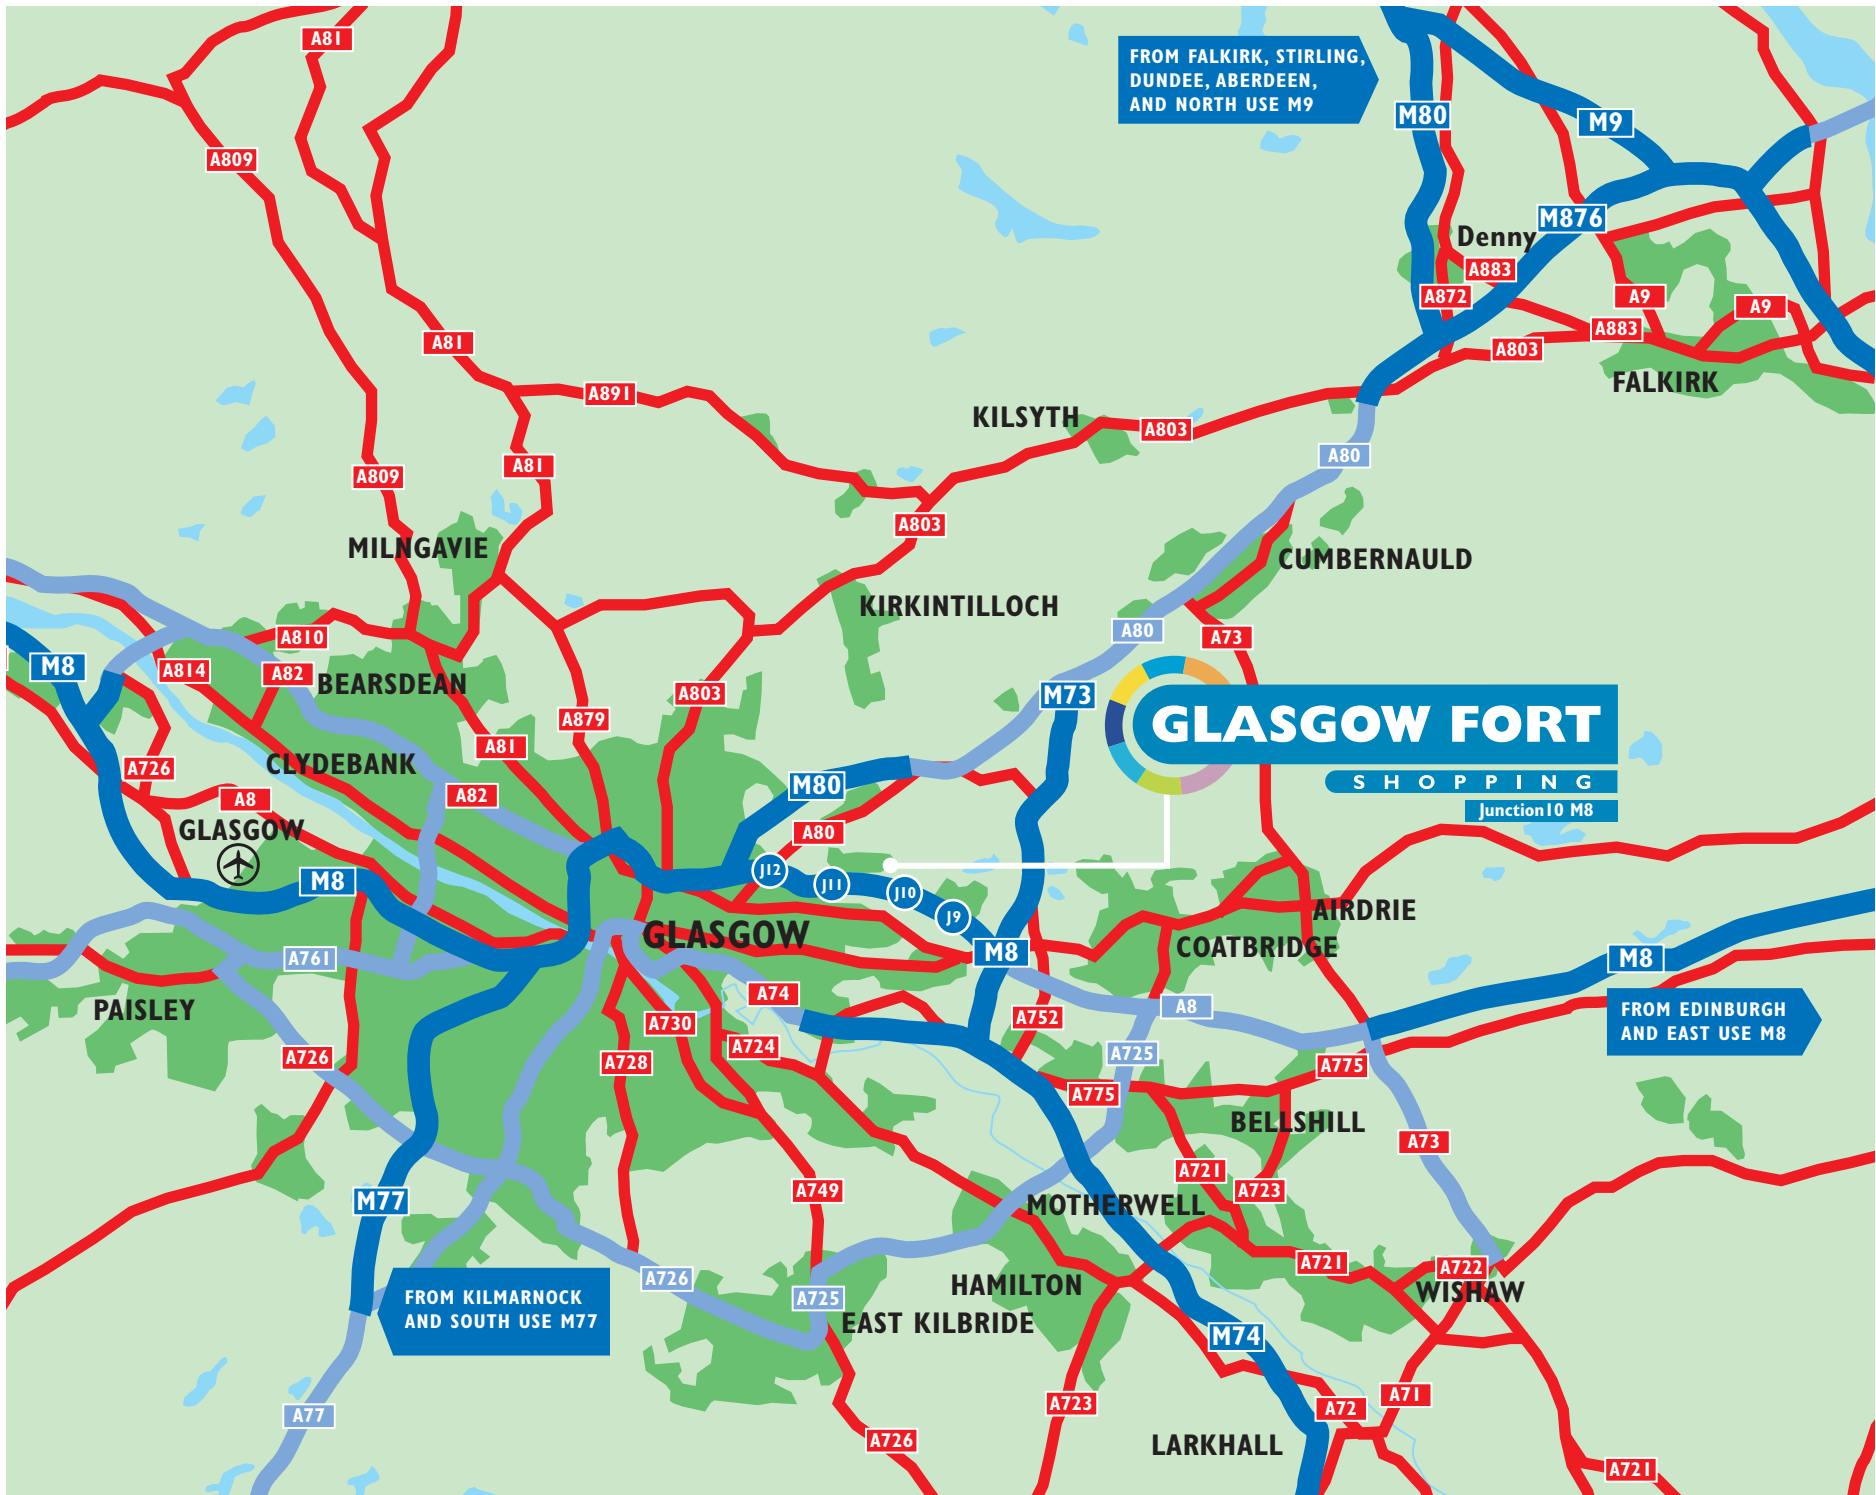 A81
FROM FALKIRK, STIRLING,
DUNDEE, ABERDEEN,
AND NORTH USE M9
M80
M9
A809
M876
Denny
A883
A872
A9
A9
A883
A81
A803
FALKIRK
A891
KILSYTH
A803
A80
A81
A809
A803
MILNGAVIE
CUMBERNAULD
KIRKINTILLOCH
A80
A73
A810
M8
A814
A82
BEARSDEAN
A803
M73
A879
GLASGOW FORT
SHOPPING
Junction10 M8
A81
CLYDEBANK
A726
M80
A82
A8
GLASGOW
A80
J12
J11
J10
J9
M8
AIRDRIE
GLASGOW
COATBRIDGE
M8
A761
M8
A74
A8
PAISLEY
FROM EDINBURGH
AND EAST USE M8
A730
A752
A724
A725
A726
A728
A775
A775
BELLSHILL
A73
A721
A723
A749
M77
MOTHERWELL
A721
A722
A726
HAMILTON
WISHAW
A725
FROM KILMARNOCK
AND SOUTH USE M77
EAST KILBRIDE
M74
A71
A723
A72
A77
A726
LARKHALL
A721